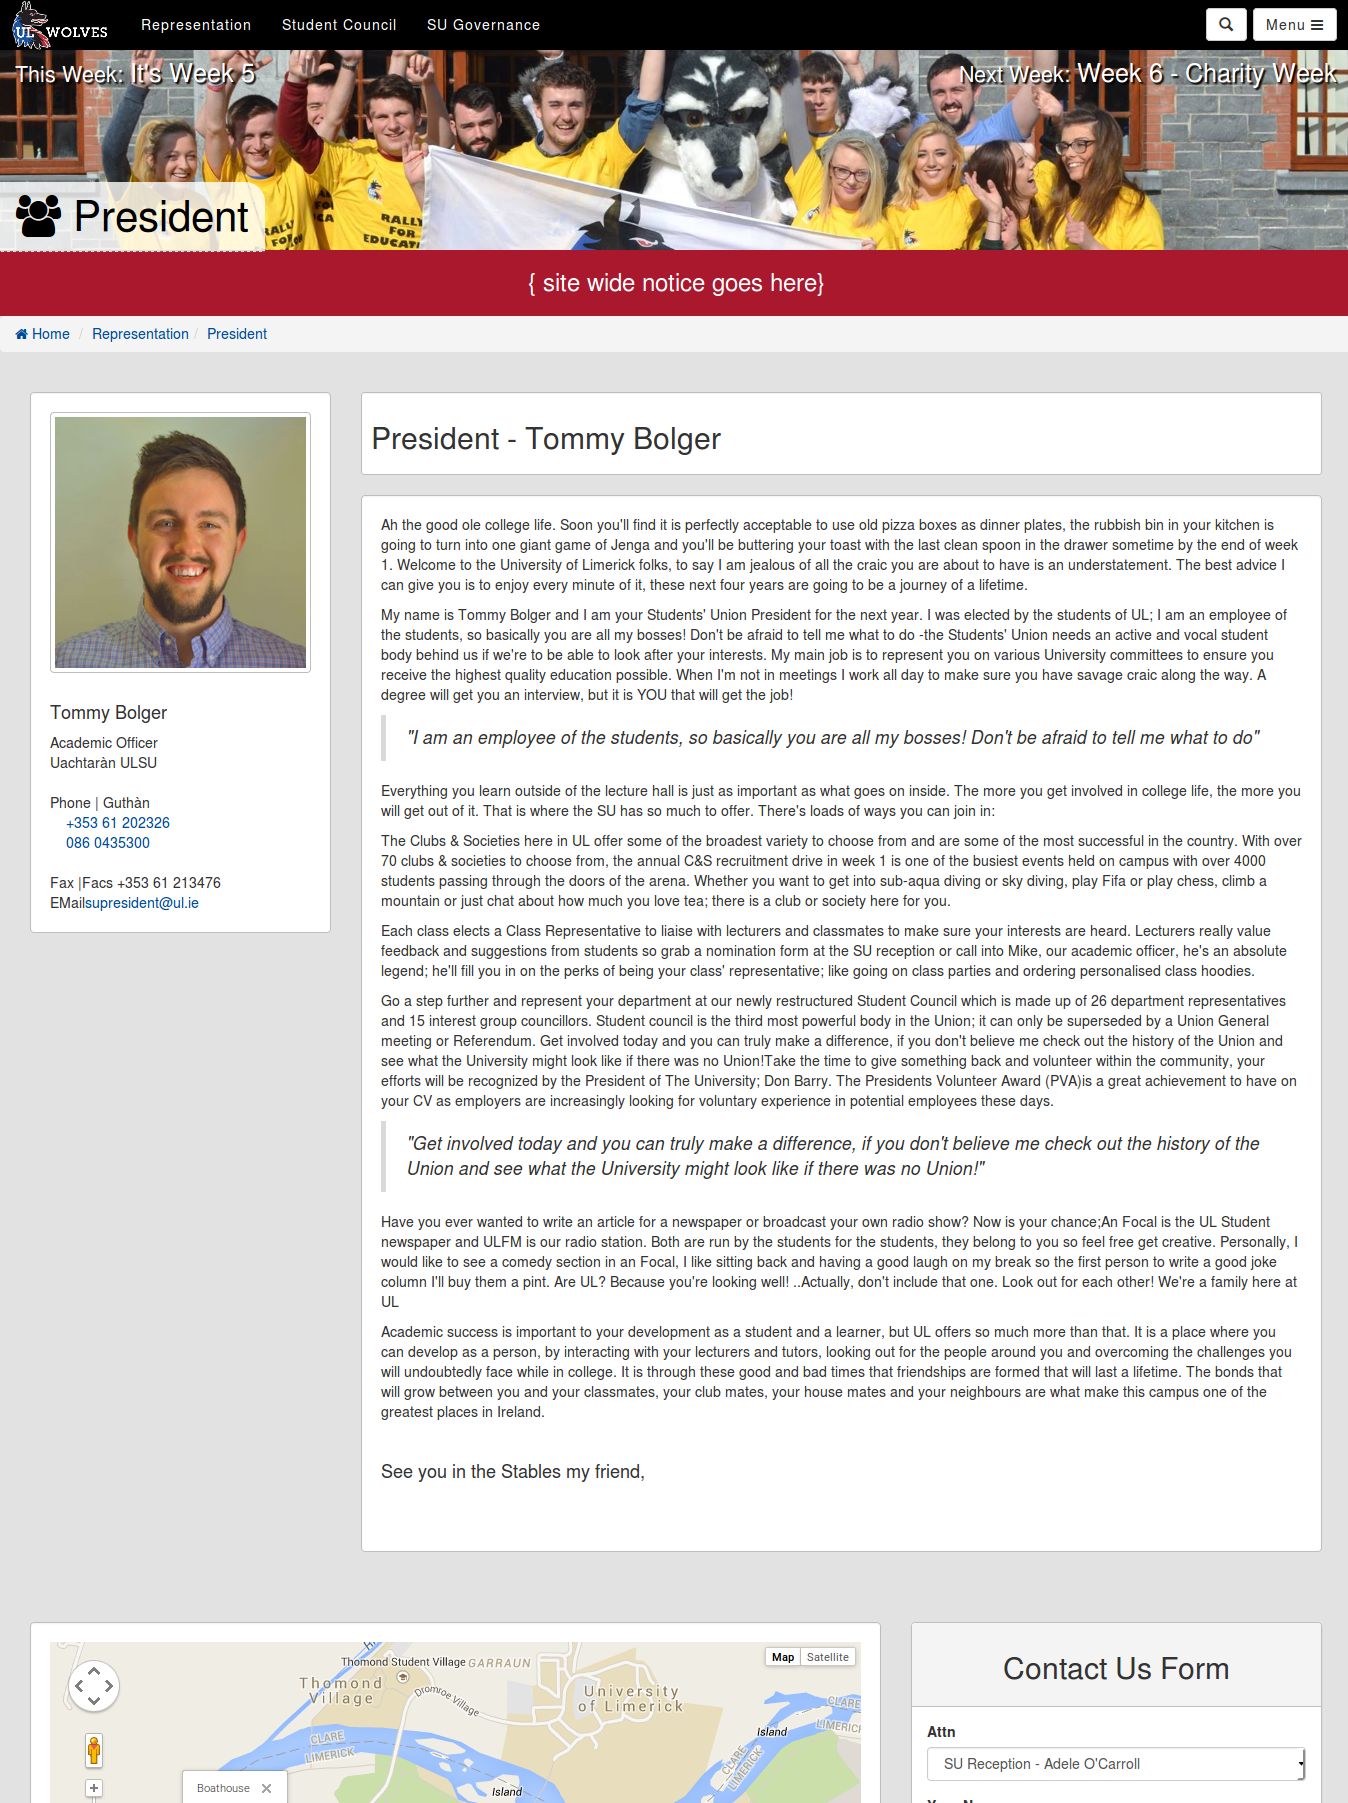 UL WOLVES
Representation
Student Council
SU Governance
Menu
This Week: It's Week 5
Next Week: Week 6 - Charity Week
RALLY
FOR
EDUCATI
President
{ site wide notice goes here}
Home / Representation / President
Tommy Bolger
Academic Officer
Uachtaràn ULSU
Phone | Guthàn
+353 61 202326
086 0435300
Fax |Facs +353 61 213476
EMailsupresident@ul.ie
President - Tommy Bolger
Ah the good ole college life. Soon you'll find it is perfectly acceptable to use old pizza boxes as dinner plates, the rubbish bin in your kitchen is
going to turn into one giant game of Jenga and you'll be buttering your toast with the last clean spoon in the drawer sometime by the end of week
1. Welcome to the University of Limerick folks, to say I am jealous of all the craic you are about to have is an understatement. The best advice I
can give you is to enjoy every minute of it, these next four years are going to be a journey of a lifetime.
My name is Tommy Bolger and I am your Students' Union President for the next year. I was elected by the students of UL; I am an employee of
the students, so basically you are all my bosses! Don't be afraid to tell me what to do -the Students' Union needs an active and vocal student
body behind us if we're to be able to look after your interests. My main job is to represent you on various University committees to ensure you
receive the highest quality education possible. When I'm not in meetings I work all day to make sure you have savage craic along the way. A
degree will get you an interview, but it is YOU that will get the job!
"I am an employee of the students, so basically you are all my bosses! Don't be afraid to tell me what to do"
Everything you learn outside of the lecture hall is just as important as what goes on inside. The more you get involved in college life, the more you
will get out of it. That is where the SU has so much to offer. There's loads of ways you can join in:
The Clubs & Societies here in UL offer some of the broadest variety to choose from and are some of the most successful in the country. With over
70 clubs & societies to choose from, the annual C&S recruitment drive in week 1 is one of the busiest events held on campus with over 4000
students passing through the doors of the arena. Whether you want to get into sub-aqua diving or sky diving, play Fifa or play chess, climb a
mountain or just chat about how much you love tea; there is a club or society here for you.
Each class elects a Class Representative to liaise with lecturers and classmates to make sure your interests are heard. Lecturers really value
feedback and suggestions from students so grab a nomination form at the SU reception or call into Mike, our academic officer, he's an absolute
legend; he'll fill you in on the perks of being your class' representative; like going on class parties and ordering personalised class hoodies.
Go a step further and represent your department at our newly restructured Student Council which is made up of 26 department representatives
and 15 interest group councillors. Student council is the third most powerful body in the Union; it can only be superseded by a Union General
meeting or Referendum. Get involved today and you can truly make a difference, if you don't believe me check out the history of the Union and
see what the University might look like if there was no Union!Take the time to give something back and volunteer within the community, your
efforts will be recognized by the President of The University; Don Barry. The Presidents Volunteer Award (PVA)is a great achievement to have on
your CV as employers are increasingly looking for voluntary experience in potential employees these days.
"Get involved today and you can truly make a difference, if you don't believe me check out the history of the
Union and see what the University might look like if there was no Union!"
Have you ever wanted to write an article for a newspaper or broadcast your own radio show? Now is your chance;An Focal is the UL Student
newspaper and ULFM is our radio station. Both are run by the students for the students, they belong to you so feel free get creative. Personally, I
would like to see a comedy section in an Focal, I like sitting back and having a good laugh on my break so the first person to write a good joke
column I'll buy them a pint. Are UL? Because you're looking well! ..Actually, don't include that one. Look out for each other! We're a family here at
UL
Academic success is important to your development as a student and a learner, but UL offers so much more than that. It is a place where you
can develop as a person, by interacting with your lecturers and tutors, looking out for the people around you and overcoming the challenges you
will undoubtedly face while in college. It is through these good and bad times that friendships are formed that will last a lifetime. The bonds that
will grow between you and your classmates, your club mates, your house mates and your neighbours are what make this campus one of the
greatest places in Ireland.
See you in the Stables my friend,
Thomond Student Village
GARRAUN
Map
Satellite
Thomond
Village
Dromroe Village
University
of Limerick
CLARE
LIMERICK
Island
CLARE
LIMERICK
CLARE
LIMERICK
Boathouse
Island
Contact Us Form
Attn
SU Reception - Adele O'Carroll